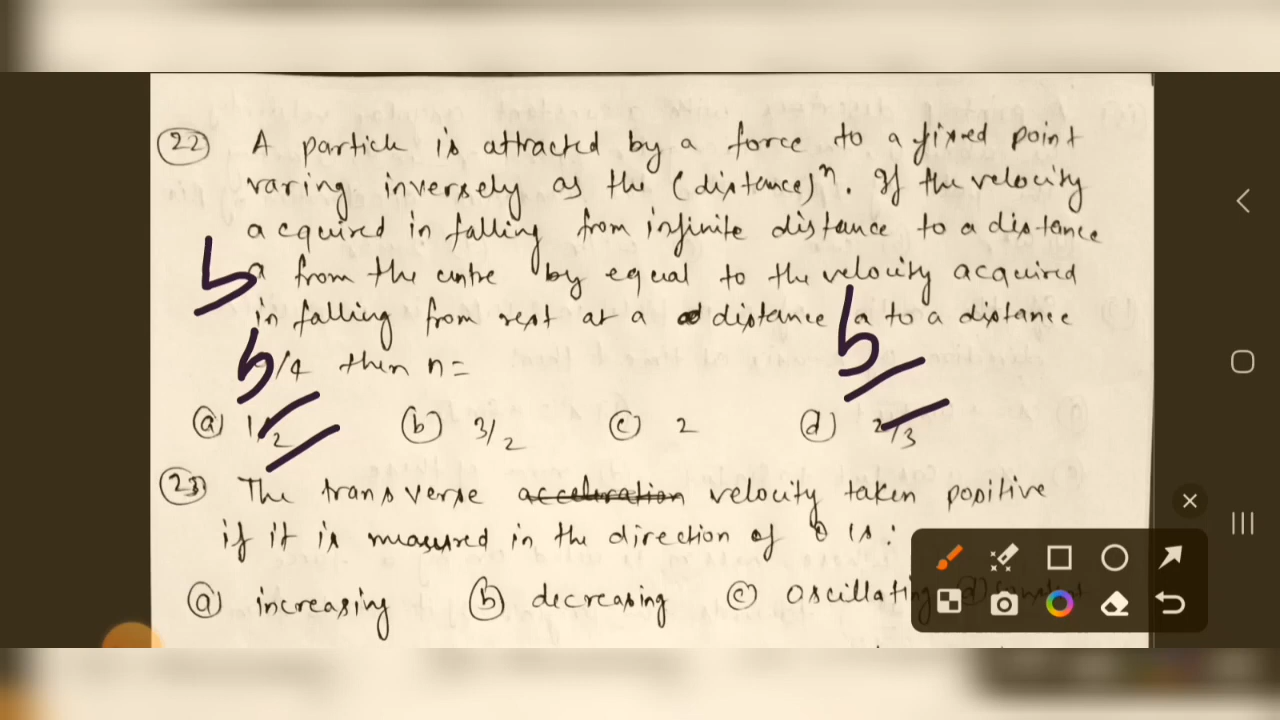 22 A particle is attracted by a force to a fixed point
varing inversely as the (distance)ⁿ. If the velocity
acquired in falling from infinite distance to a distance
b from the centre by equal to the velocity acquired
in falling from rest at a distance b to a distance
b/4 then n=
(a) 1/2 (b) 3/2 (c) 2 (d) 2/3
23 The transverse acceleration velocity taken positive
if it is measured in the direction of θ is:
(a) increasing (b) decreasing (c) oscillating (d)